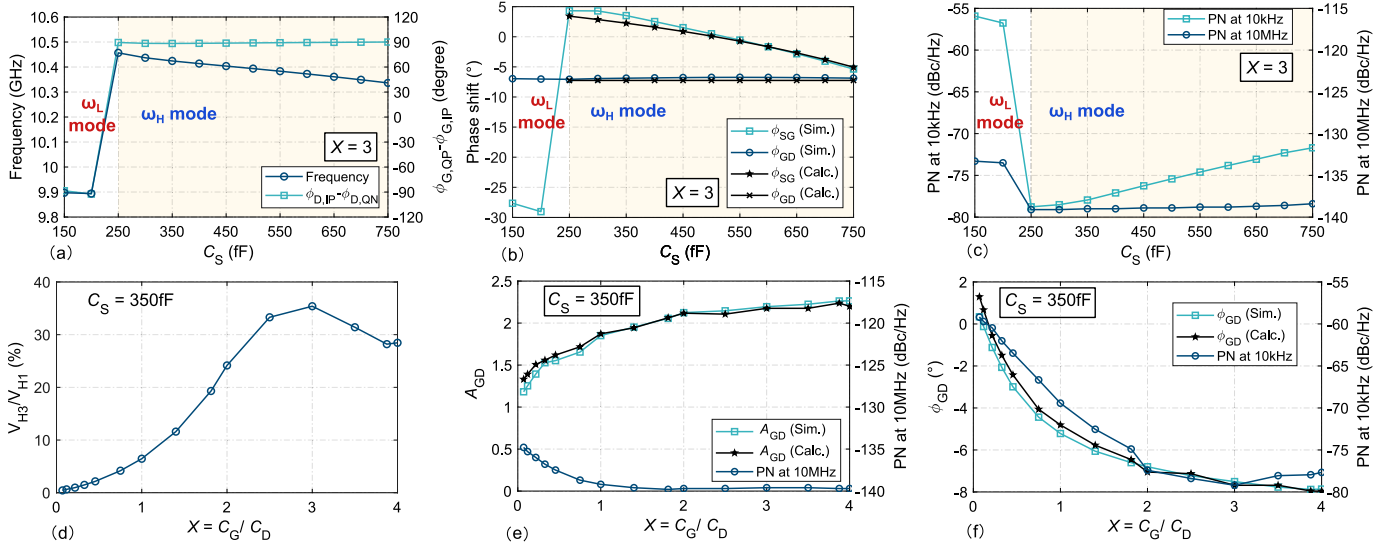 10.7
10.6
10.5
10.4
10.3
10.2
10.1
10
9.9
9.8
Frequency (GHz)
120
90
60
30
0
-30
-60
-90
-120
ϕG,QP-ϕG,IP (degree)
ωL mode
ωH mode
X = 3
Frequency
ϕD,IP-ϕD,QN
150 250 350 450 550 650 750
(a)
CS (fF)
5
0
-5
-10
-15
-20
-25
-30
Phase shift (°)
ωL mode
ωH mode
ϕSG (Sim.)
ϕGD (Sim.)
ϕSG (Calc.)
ϕGD (Calc.)
X = 3
150 250 350 450 550 650 750
(b)
CS (fF)
-55
-60
-65
-70
-75
-80
PN at 10kHz (dBc/Hz)
-115
-120
-125
-130
-135
-140
PN at 10MHz (dBc/Hz)
PN at 10kHz
PN at 10MHz
X = 3
ωL mode
ωH mode
150 250 350 450 550 650 750
(c)
CS (fF)
40
30
20
10
0
VH3/VH1 (%)
CS = 350fF
0 1 2 3 4
(d)
X = CG/ CD
2.5
2
1.5
1
0.5
0
AGD
CS = 350fF
-115
-120
-125
-130
-135
-140
PN at 10MHz (dBc/Hz)
AGD (Sim.)
AGD (Calc.)
PN at 10MHz
0 1 2 3 4
(e)
X = CG/ CD
2
0
-2
-4
-6
-8
ϕGD (°)
CS = 350fF
ϕGD (Sim.)
ϕGD (Calc.)
PN at 10kHz
-55
-60
-65
-70
-75
-80
PN at 10kHz (dBc/Hz)
0 1 2 3 4
(f)
X = CG/ CD